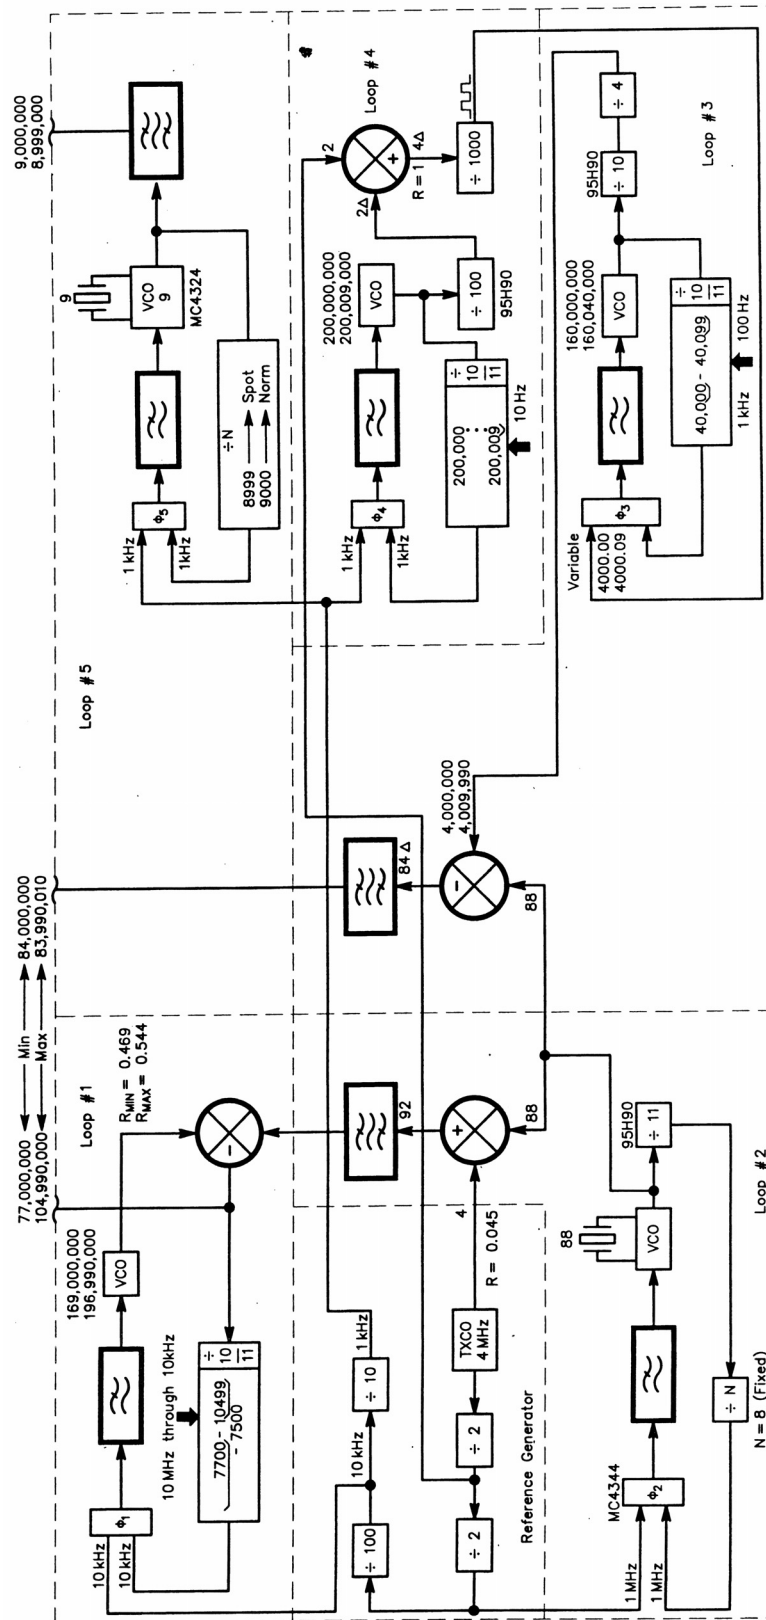 77,000,000 ← Min → 84,000,000
104,990,000 ← Max → 83,990,010
9,000,000
8,999,000
Loop #1
169,000,000
196,990,000
VCO
R MIN = 0.469
R MAX = 0.544
−
10 MHz through 10kHz
÷
10
11
7700 - 10499
- 7500
Φ1
10 kHz
10 kHz
Loop #5
9
VCO
9
MC4324
÷N
8999 → Spot
9000 → Norm
Φ5
1 kHz
1kHz
÷ 100
10 kHz
÷ 10
1 kHz
92
84 Δ
Loop #4
2
+
2Δ
R = 1
4Δ
÷ 1000
200,000,000
200,009,000
VCO
÷ 100
95H90
÷
10
11
200,000
200,009
10 Hz
Φ4
1 kHz
1kHz
Reference Generator
÷ 2
÷ 2
TXCO
4 MHz
4
R = 0.045
+
88
−
88
4,000,000
4,009,990
Loop #3
÷ 4
÷ 10
95H90
160,000,000
160,040,000
VCO
÷
10
11
40,000 - 40,099
1 kHz
100 Hz
Φ3
Variable
4000.00
4000.09
Loop #2
88
VCO
95H90
÷ 11
MC4344
Φ2
1 MHz
1 MHz
÷ N
N = 8 (Fixed)